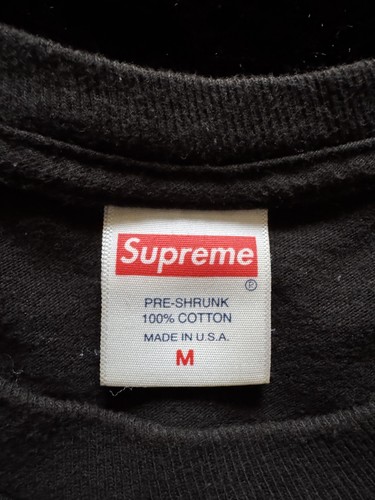 Supreme
®
PRE-SHRUNK
100% COTTON
MADE IN U.S.A.
M